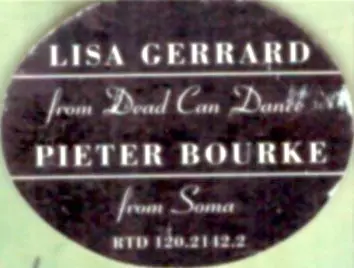 LISA GERRARD
from Dead Can Dance
PIETER BOURKE
from Soma
RTD 120.2142.2